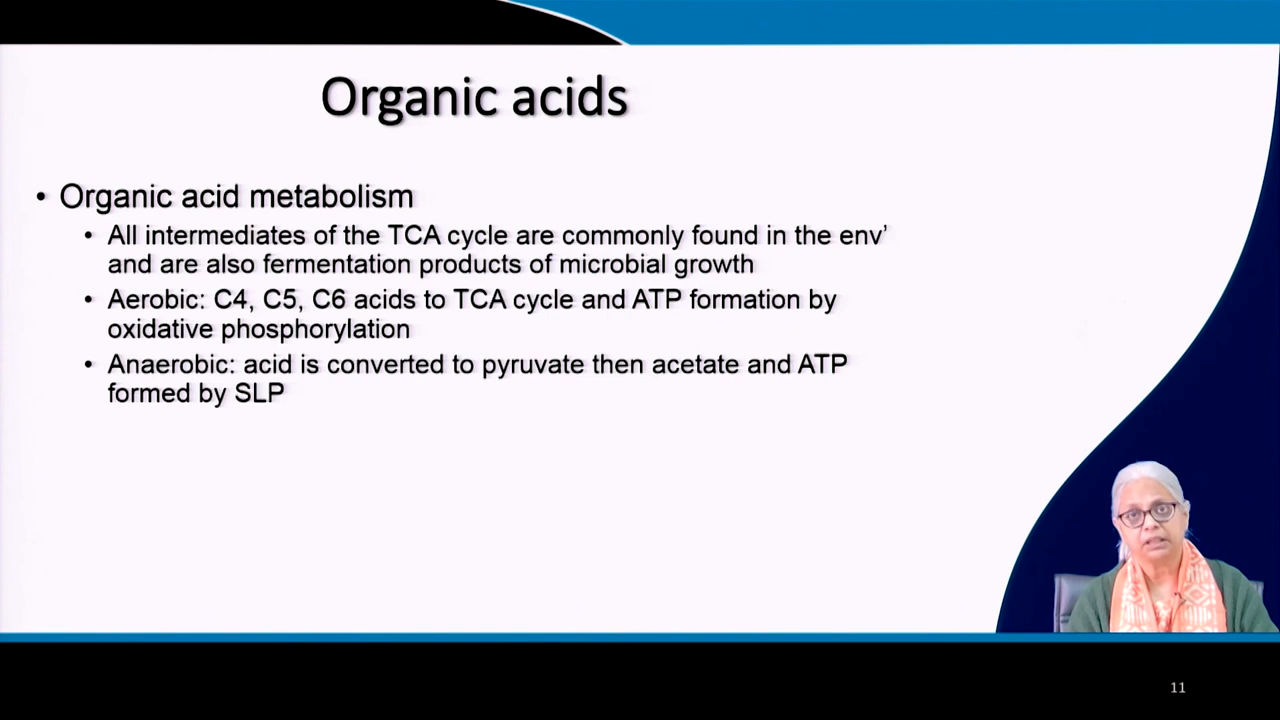 Organic acids
• Organic acid metabolism
• All intermediates of the TCA cycle are commonly found in the env’
and are also fermentation products of microbial growth
• Aerobic: C4, C5, C6 acids to TCA cycle and ATP formation by
oxidative phosphorylation
• Anaerobic: acid is converted to pyruvate then acetate and ATP
formed by SLP
11